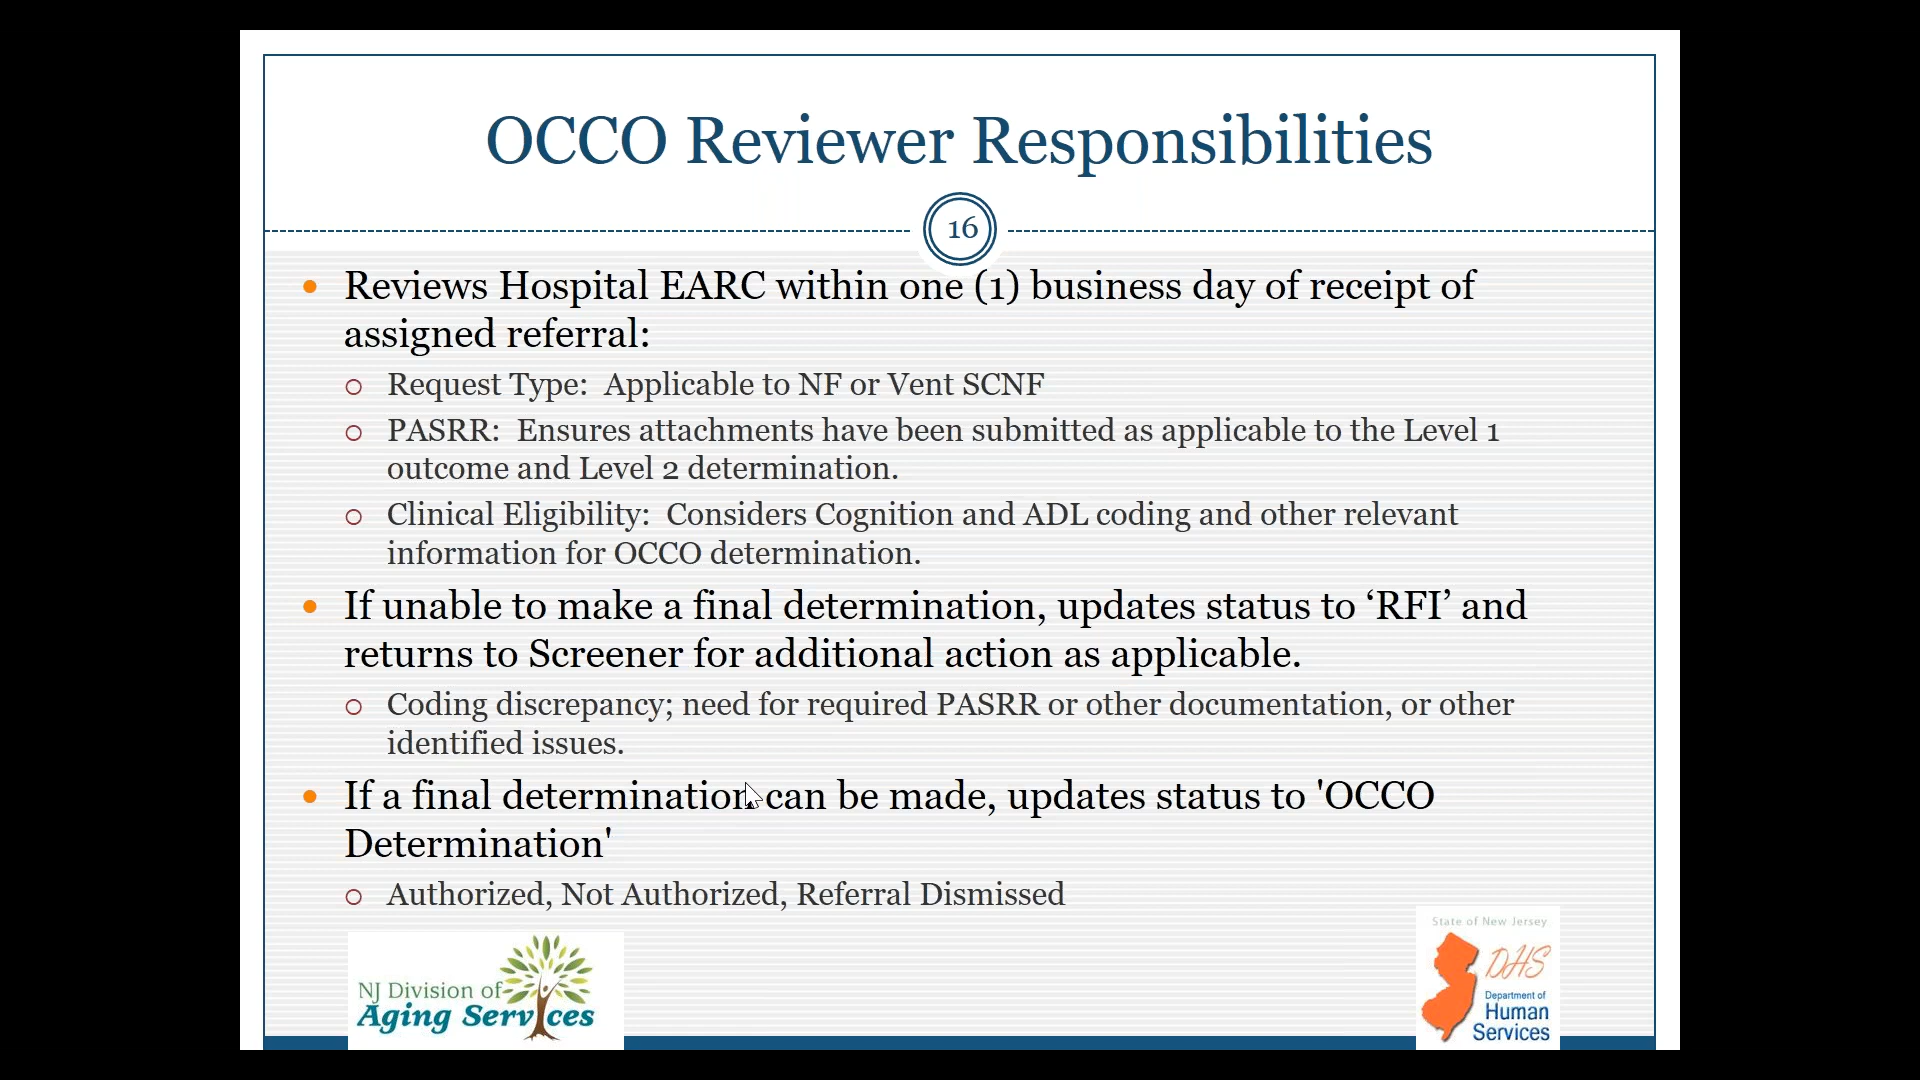 OCCO Reviewer Responsibilities
16
Reviews Hospital EARC within one (1) business day of receipt of
assigned referral:
Request Type:  Applicable to NF or Vent SCNF
PASRR:  Ensures attachments have been submitted as applicable to the Level 1
outcome and Level 2 determination.
Clinical Eligibility:  Considers Cognition and ADL coding and other relevant
information for OCCO determination.
If unable to make a final determination, updates status to ‘RFI’ and
returns to Screener for additional action as applicable.
Coding discrepancy; need for required PASRR or other documentation, or other
identified issues.
If a final determination can be made, updates status to 'OCCO
Determination'
Authorized, Not Authorized, Referral Dismissed
NJ Division of
Aging Services
State of New Jersey
DHS
Department of
Human
Services